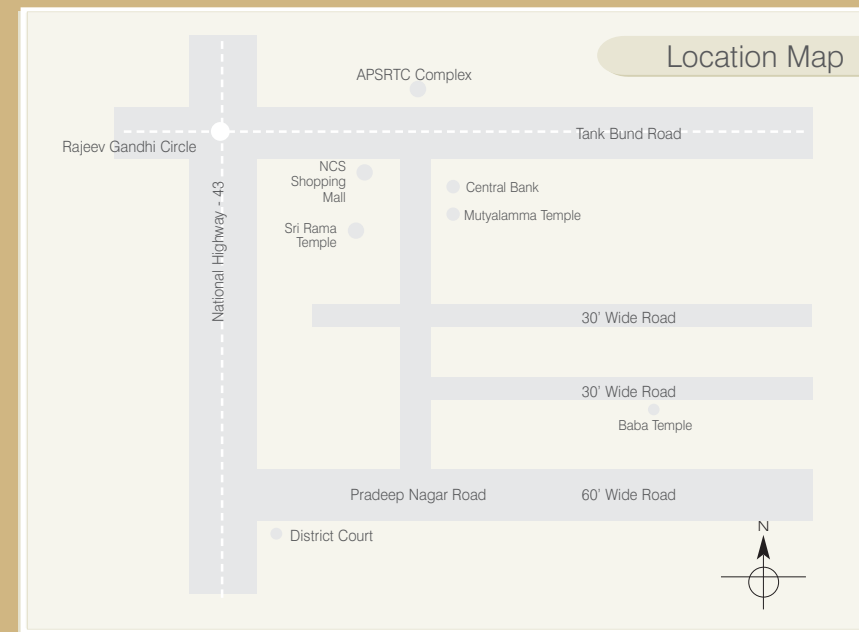 Location Map
APSRTC Complex
Tank Bund Road
Rajeev Gandhi Circle
NCS
Shopping
Mall
Central Bank
Mutyalamma Temple
Sri Rama
Temple
National Highway - 43
30’ Wide Road
30’ Wide Road
Baba Temple
Pradeep Nagar Road
60’ Wide Road
N
District Court